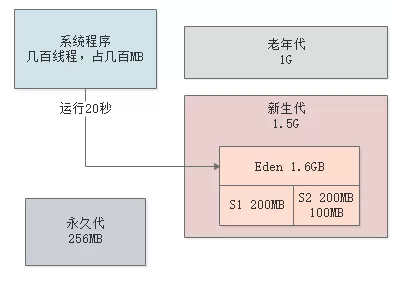 系统程序
几百线程，占几百MB
老年代
1G
运行20秒
新生代
1.5G
Eden 1.6GB
S1 200MB
S2 200MB
100MB
永久代
256MB